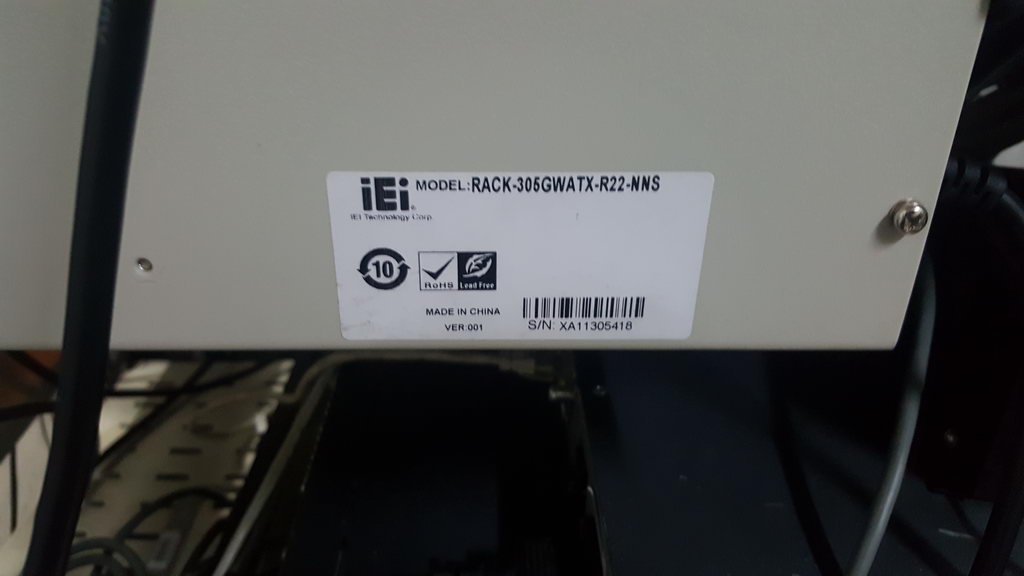 iEi® MODEL:RACK-305GWATX-R22-NNS
IEI Technology Corp.
10
RoHS
Lead Free
MADE IN CHINA
VER:001
S/N: XA11305418